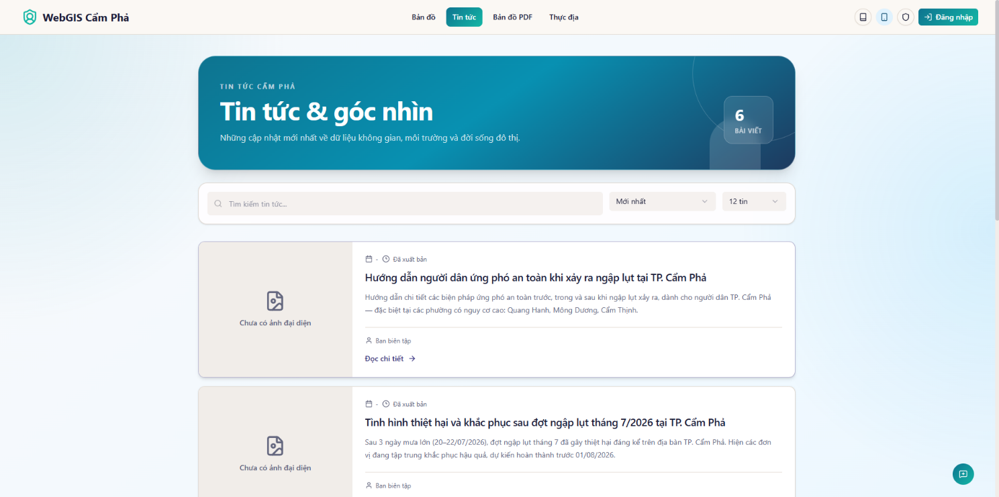 WebGIS Cẩm Phả
Bản đồ
Tin tức
Bản đồ PDF
Thực địa
Đăng nhập
TIN TỨC CẨM PHẢ
Tin tức & góc nhìn
Những cập nhật mới nhất về dữ liệu không gian, môi trường và đời sống đô thị.
6
BÀI VIẾT
Tìm kiếm tin tức...
Mới nhất
12 tin
- Đã xuất bản
Hướng dẫn người dân ứng phó an toàn khi xảy ra ngập lụt tại TP. Cẩm Phả
Hướng dẫn chi tiết các biện pháp ứng phó an toàn trước, trong và sau khi ngập lụt xảy ra, dành cho người dân TP. Cẩm Phả
— đặc biệt tại các phường có nguy cơ cao: Quang Hanh, Mông Dương, Cẩm Thịnh.
Chưa có ảnh đại diện
Ban biên tập
Đọc chi tiết
- Đã xuất bản
Tình hình thiệt hại và khắc phục sau đợt ngập lụt tháng 7/2026 tại TP. Cẩm Phả
Sau 3 ngày mưa lớn (20–22/07/2026), đợt ngập lụt tháng 7 đã gây thiệt hại đáng kể trên địa bàn TP. Cẩm Phả. Hiện các đơn
vị đang tập trung khắc phục hậu quả, dự kiến hoàn thành trước 01/08/2026.
Chưa có ảnh đại diện
Ban biên tập